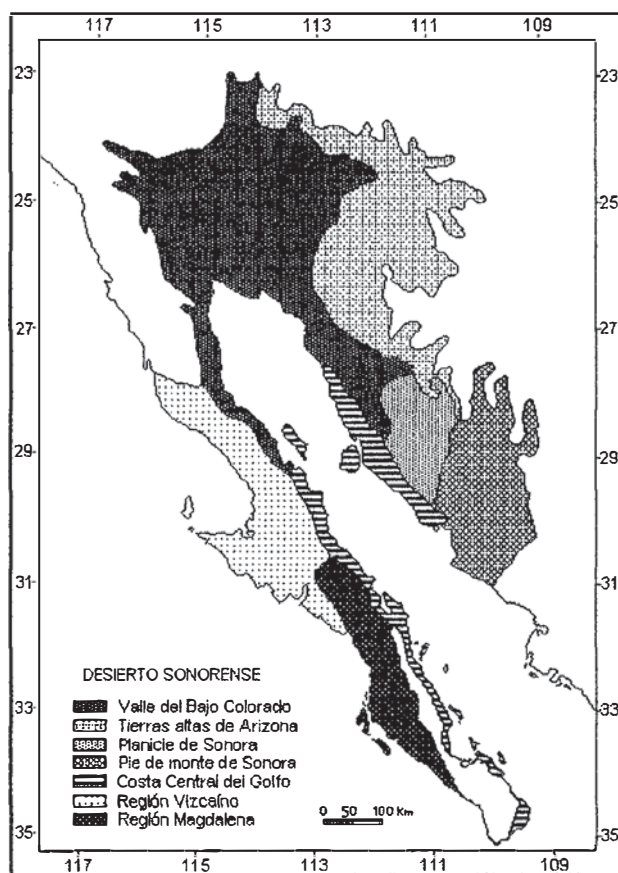 117 115 113 111 109
23 23
25 25
27 27
29 29
31 31
33 33
35 35
DESIERTO SONORENSE
Valle del Bajo Colorado
Tierras altas de Arizona
Planicie de Sonora
Pie de monte de Sonora
Costa Central del Golfo
Región Vizcaíno
Región Magdalena
0 50 100 Km
117 115 113 111 109